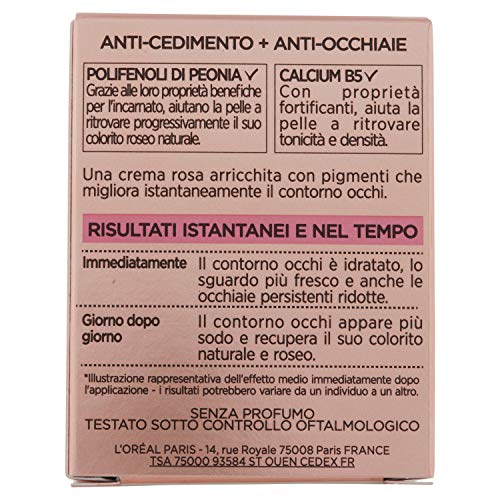 ANTI-CEDIMENTO + ANTI-OCCHIAIE
POLIFENOLI DI PEONIA ✓
Grazie alle loro proprietà benefiche
per l'incarnato, aiutano la pelle a
ritrovare progressivamente il suo
colorito roseo naturale.
CALCIUM B5 ✓
Con proprietà
fortificanti, aiuta la
pelle a ritrovare
tonicità e densità.
Una crema rosa arricchita con pigmenti che
migliora istantaneamente il contorno occhi.
RISULTATI ISTANTANEI E NEL TEMPO
Immediatamente
Il contorno occhi è idratato, lo
sguardo più fresco e anche le
occhiaie persistenti ridotte.
Giorno dopo
giorno
Il contorno occhi appare più
sodo e recupera il suo colorito
naturale e roseo.
*Illustrazione rappresentativa dell'effetto medio immediatamente dopo
l'applicazione - i risultati potrebbero variare da un individuo a un altro.
SENZA PROFUMO
TESTATO SOTTO CONTROLLO OFTALMOLOGICO
L'ORÉAL PARIS - 14, rue Royale 75008 Paris FRANCE
TSA 75000 93584 ST OUEN CEDEX FR